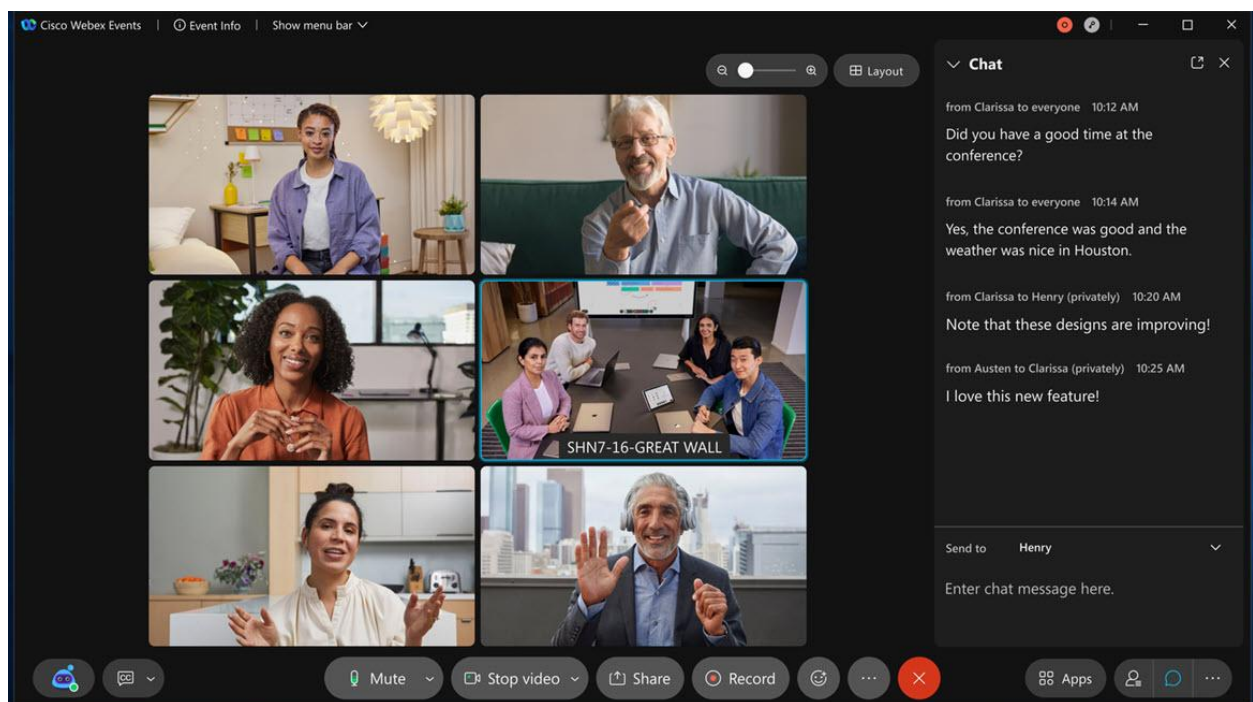 Cisco Webex Events | Event Info | Show menu bar
Layout
SHN7-16-GREAT WALL
Chat
from Clarissa to everyone 10:12 AM
Did you have a good time at the
conference?
from Clarissa to everyone 10:14 AM
Yes, the conference was good and the
weather was nice in Houston.
from Clarissa to Henry (privately) 10:20 AM
Note that these designs are improving!
from Austen to Clarissa (privately) 10:25 AM
I love this new feature!
Send to Henry
Enter chat message here.
CC
Mute
Stop video
Share
Record
Apps